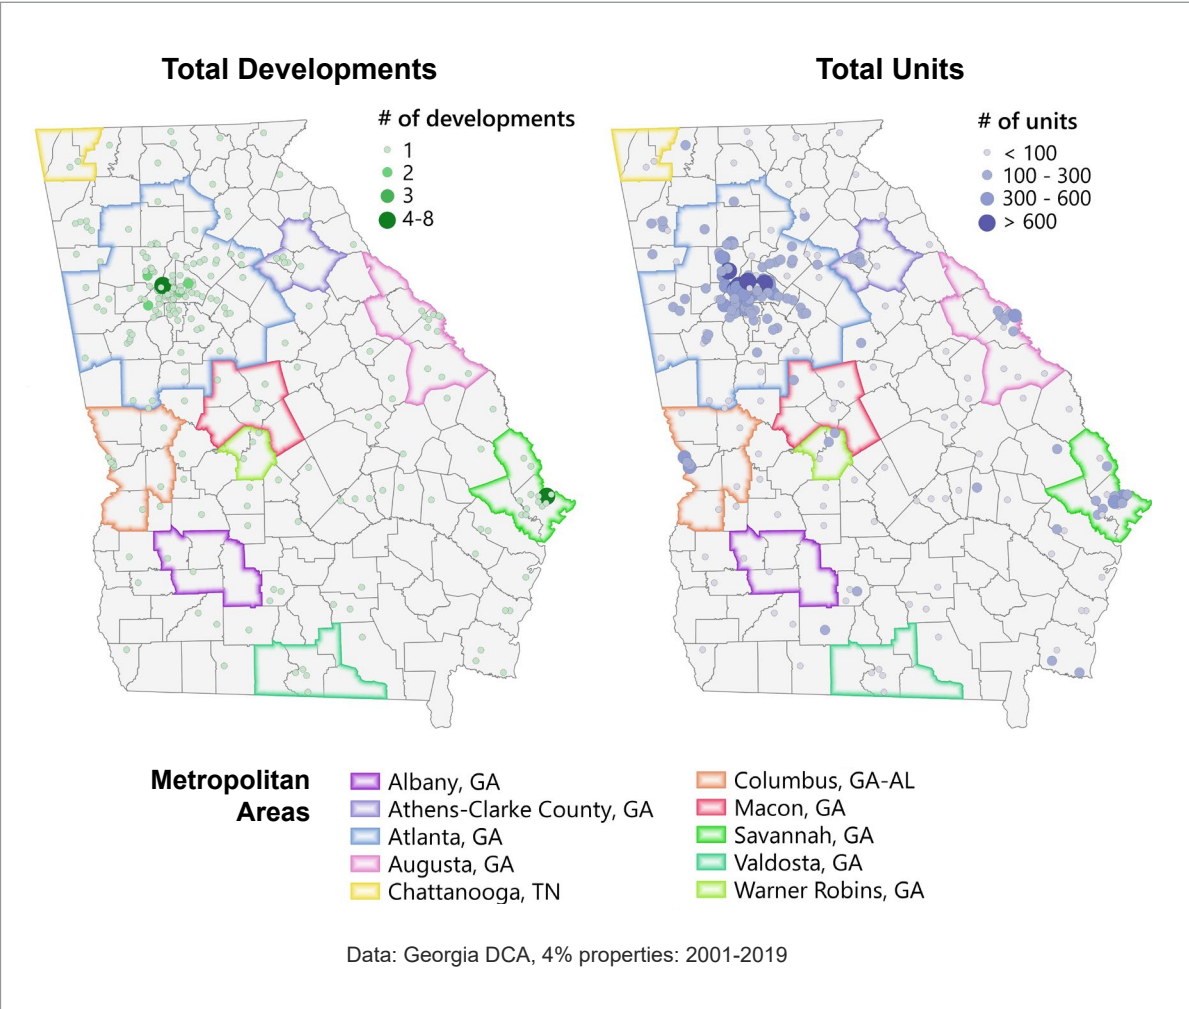 Total Developments
# of developments
1
2
3
4-8
Total Units
# of units
< 100
100 - 300
300 - 600
> 600
Metropolitan
Areas
Albany, GA
Athens-Clarke County, GA
Atlanta, GA
Augusta, GA
Chattanooga, TN
Columbus, GA-AL
Macon, GA
Savannah, GA
Valdosta, GA
Warner Robins, GA
Data: Georgia DCA, 4% properties: 2001-2019